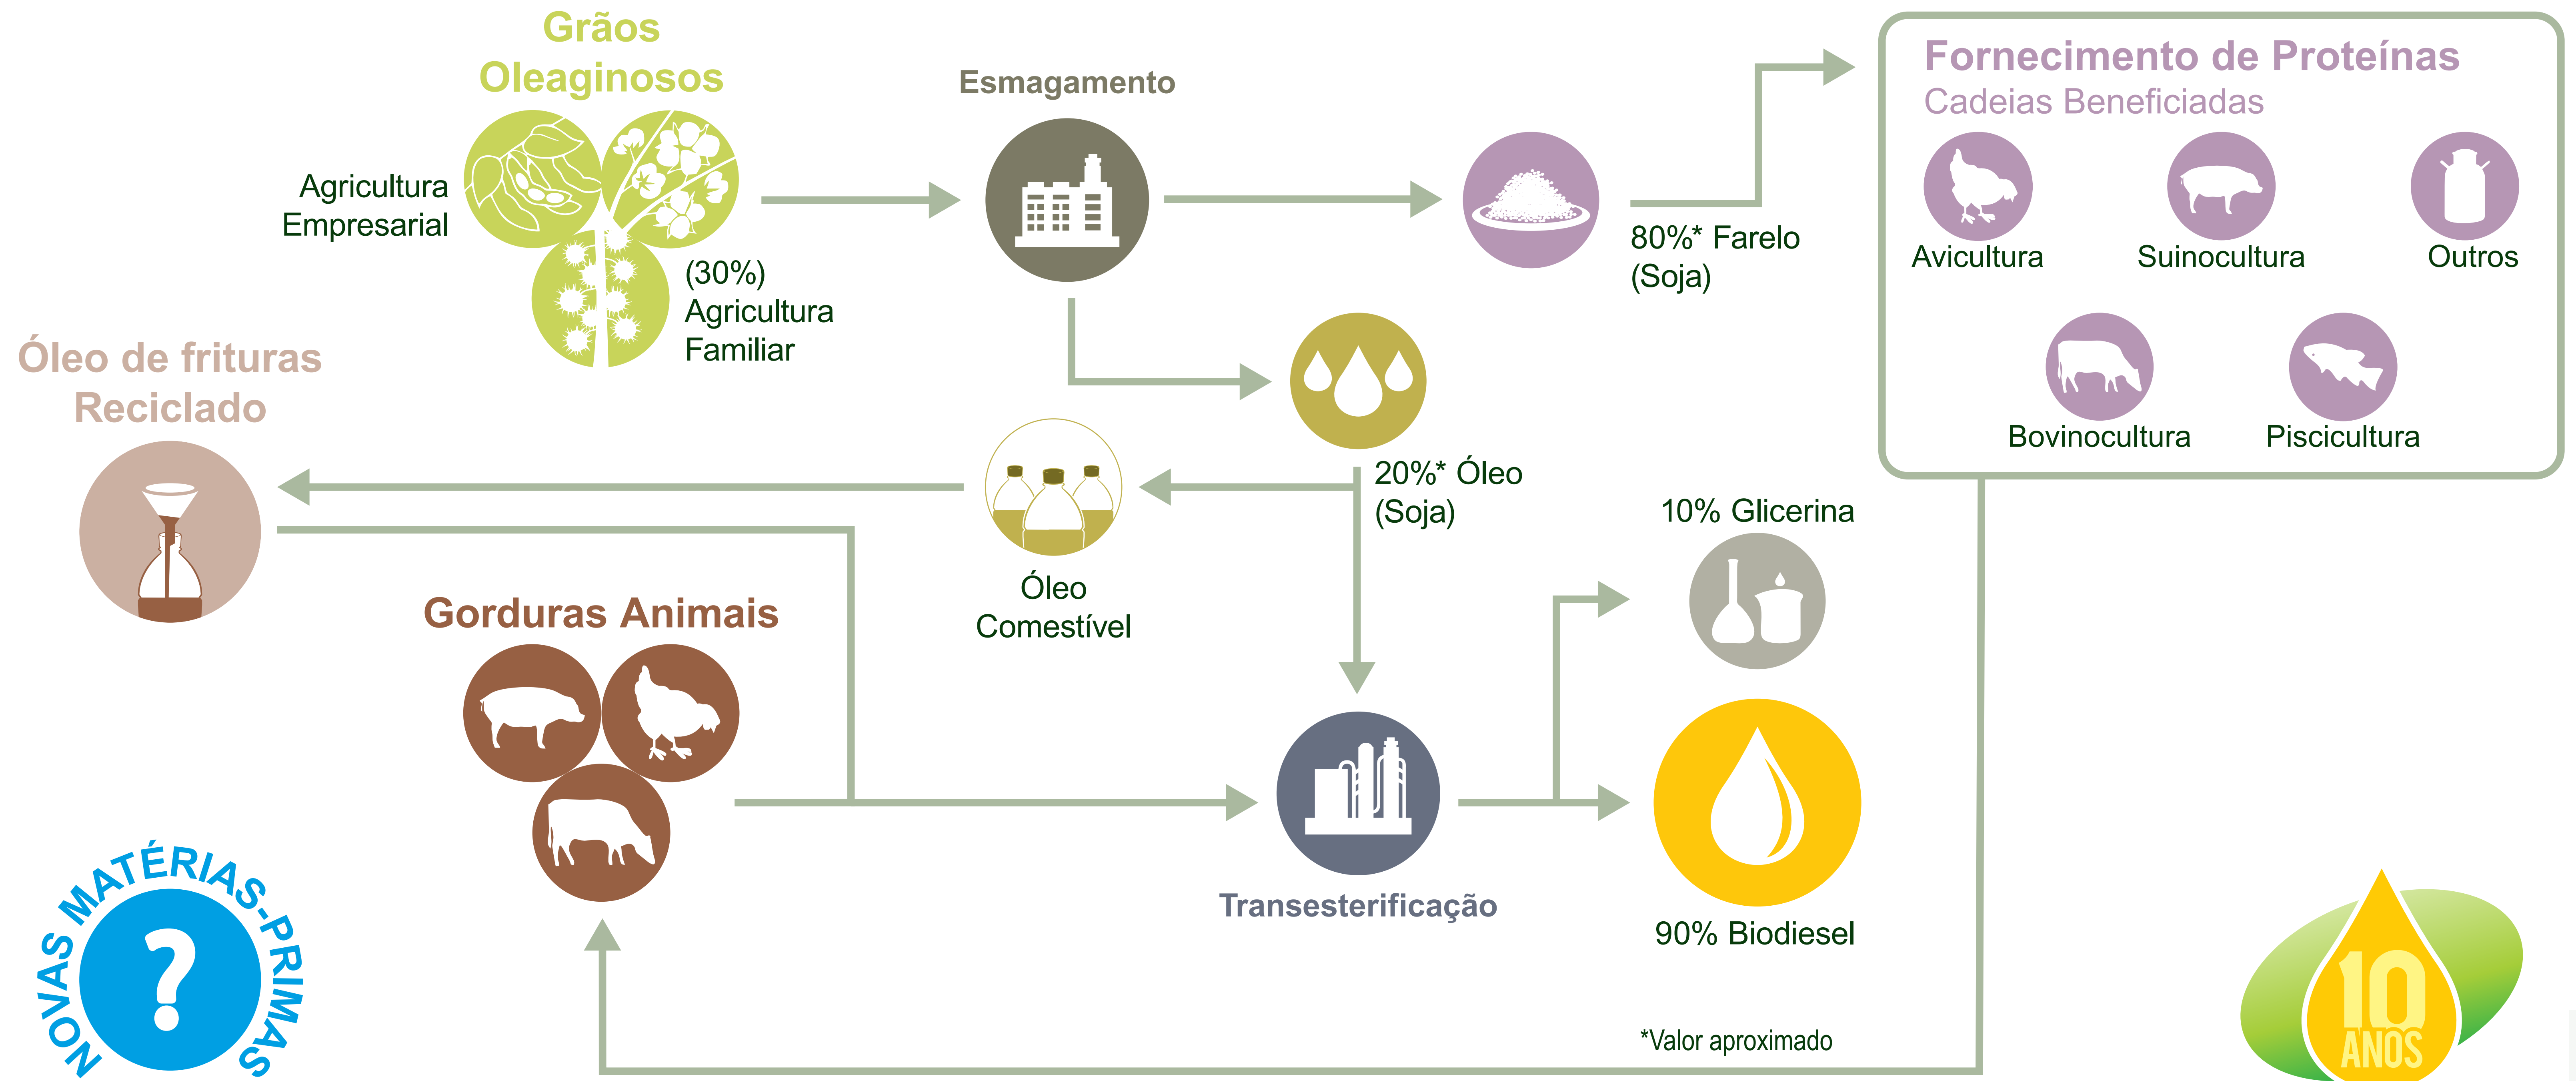 Grãos
Oleaginosos
Agricultura
Empresarial
(30%)
Agricultura
Familiar
Esmagamento
80%* Farelo
(Soja)
Fornecimento de Proteínas
Cadeias Beneficiadas
Avicultura
Suinocultura
Outros
Bovinocultura
Piscicultura
Óleo de frituras
Reciclado
20%* Óleo
(Soja)
Óleo
Comestível
10% Glicerina
Gorduras Animais
Transesterificação
90% Biodiesel
NOVAS MATÉRIAS-PRIMAS
?
*Valor aproximado
10
ANOS